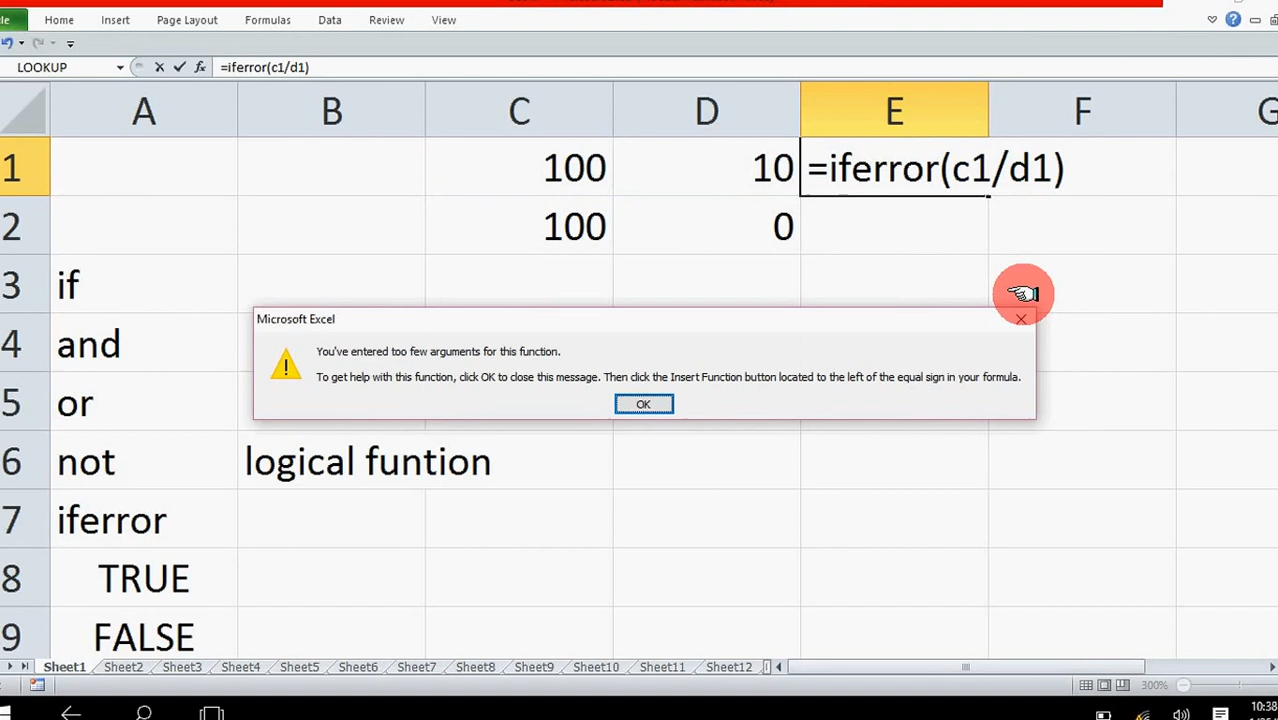 Home Insert Page Layout Formulas Data Review View
LOOKUP fx =iferror(c1/d1)
A B C D E F G
1 100 10 =iferror(c1/d1)
2 100 0
3 if
Microsoft Excel
You've entered too few arguments for this function.
4 and
To get help with this function, click OK to close this message. Then click the Insert Function button located to the left of the equal sign in your formula.
5 or
OK
6 not logical funtion
7 iferror
8 TRUE
9 FALSE
Sheet1 Sheet2 Sheet3 Sheet4 Sheet5 Sheet6 Sheet7 Sheet8 Sheet9 Sheet10 Sheet11 Sheet12
300%
10:38